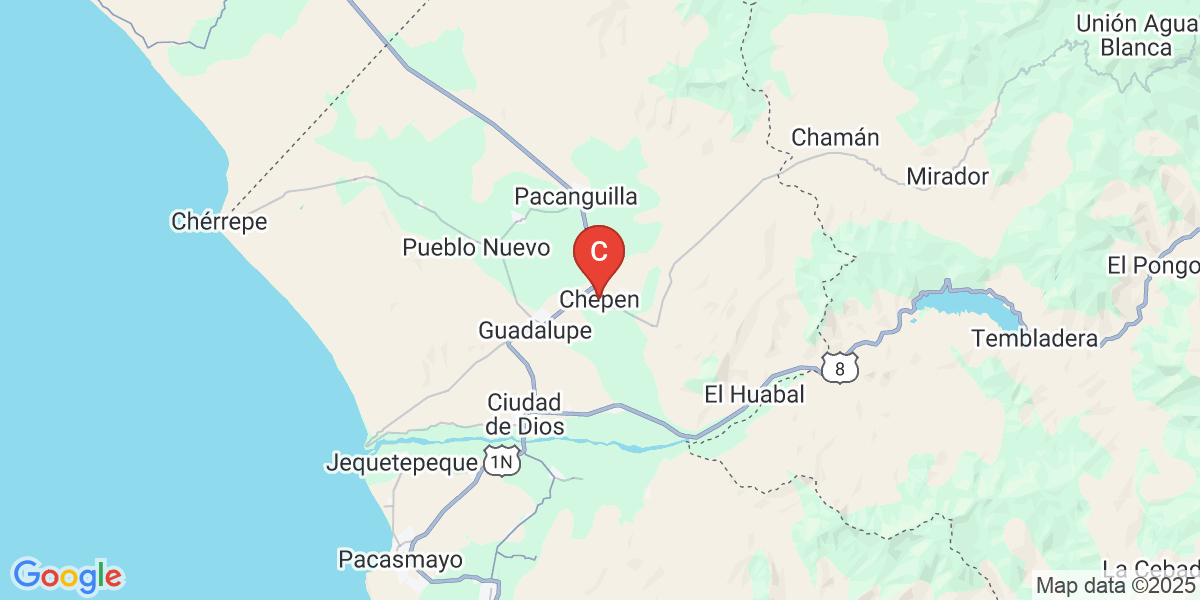 Unión Agua
Blanca
Chamán
Mirador
Pacanguilla
Chérrepe
Pueblo Nuevo
C
El Pongo
Chepen
Guadalupe
Tembladera
8
El Huabal
Ciudad
de Dios
Jequetepeque
1N
Pacasmayo
La Cebad
Google
Map data ©2025